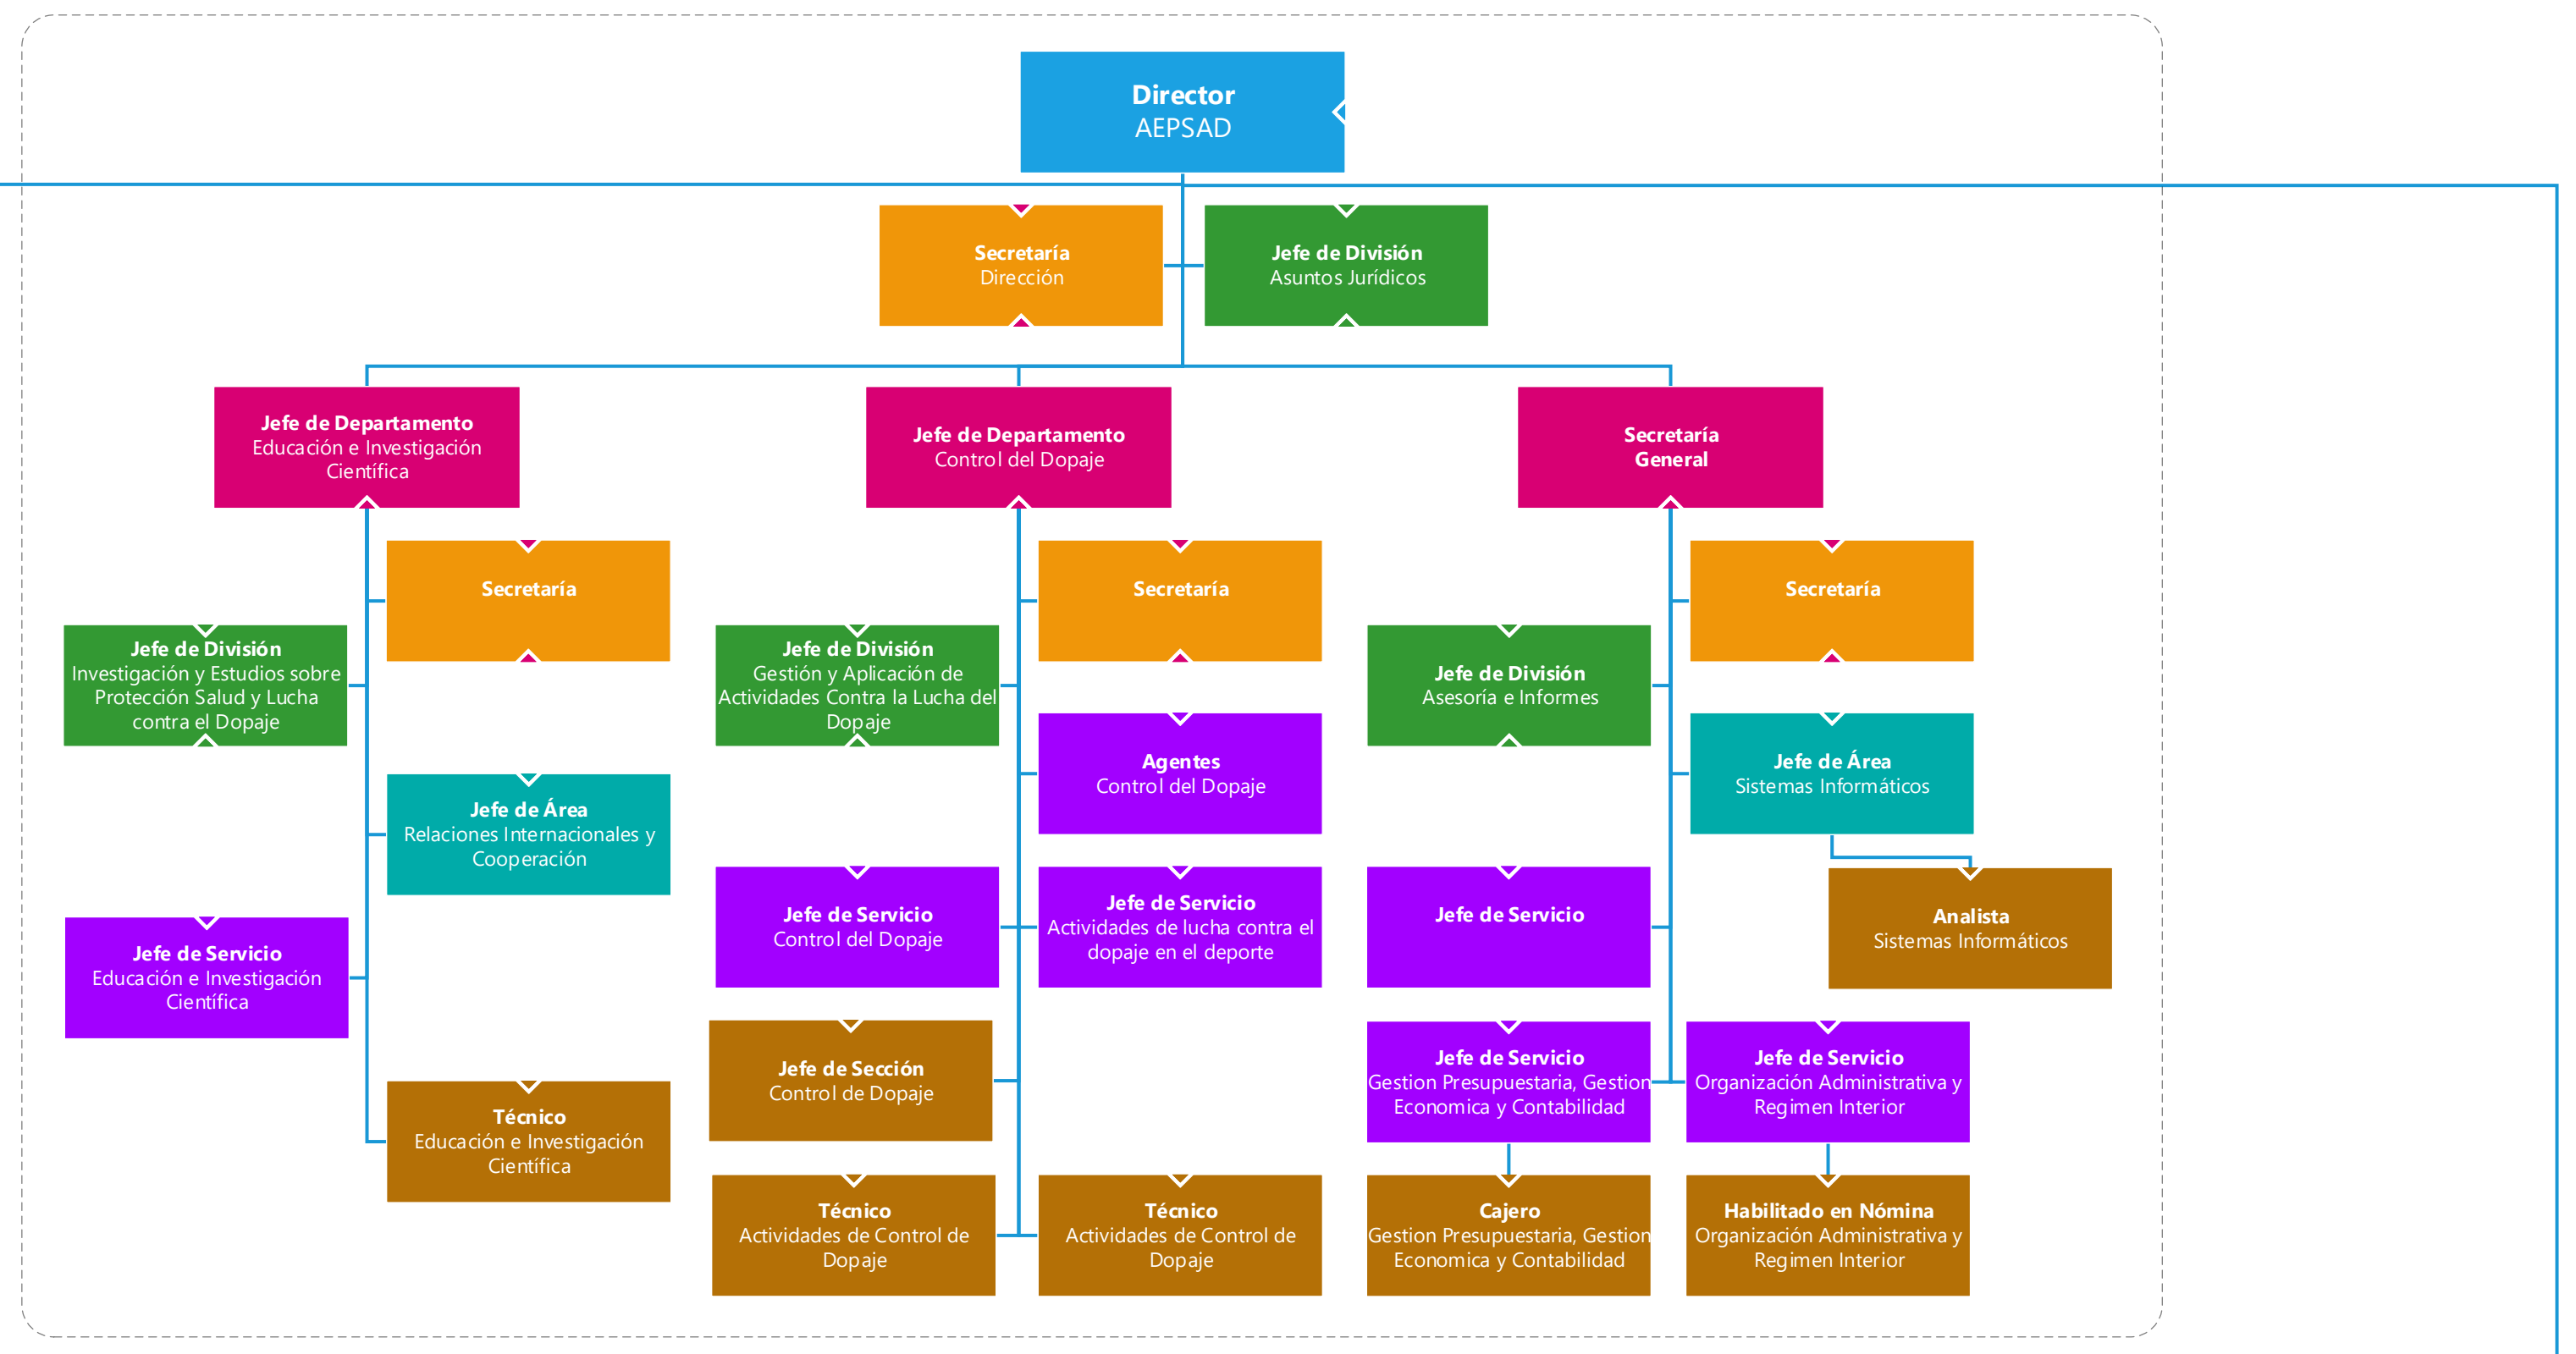 Director
AEPSAD
Secretaría
Dirección
Jefe de División
Asuntos Jurídicos
Jefe de Departamento
Educación e Investigación
Científica
Jefe de Departamento
Control del Dopaje
Secretaría
General
Secretaría
Jefe de División
Investigación y Estudios sobre
Protección Salud y Lucha
contra el Dopaje
Jefe de Área
Relaciones Internacionales y
Cooperación
Jefe de Servicio
Educación e Investigación
Científica
Técnico
Educación e Investigación
Científica
Secretaría
Jefe de División
Gestión y Aplicación de
Actividades Contra la Lucha del
Dopaje
Agentes
Control del Dopaje
Jefe de Servicio
Control del Dopaje
Jefe de Servicio
Actividades de lucha contra el
dopaje en el deporte
Jefe de Sección
Control de Dopaje
Técnico
Actividades de Control de
Dopaje
Técnico
Actividades de Control de
Dopaje
Secretaría
Jefe de División
Asesoría e Informes
Jefe de Área
Sistemas Informáticos
Jefe de Servicio
Analista
Sistemas Informáticos
Jefe de Servicio
Gestion Presupuestaria, Gestion
Economica y Contabilidad
Jefe de Servicio
Organización Administrativa y
Regimen Interior
Cajero
Gestion Presupuestaria, Gestion
Economica y Contabilidad
Habilitado en Nómina
Organización Administrativa y
Regimen Interior